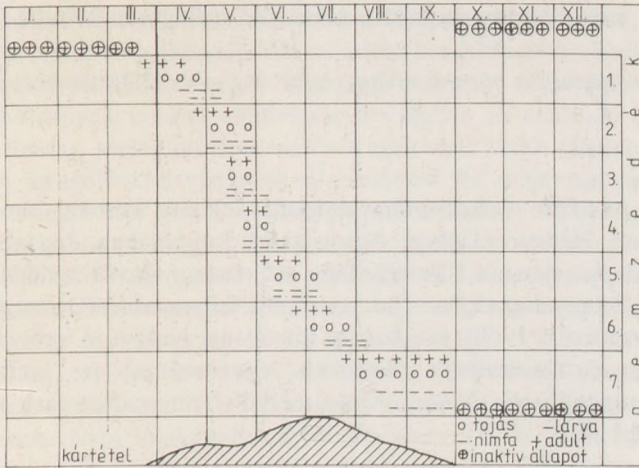 I. II. III. IV. V. VI. VII. VIII. IX. X. XI. XII.
1.
2.
3.
4.
5.
6.
7.
nemzedék
kártétel
o tojás – lárva
-·nimfa + adult
⊕ inaktív állapot